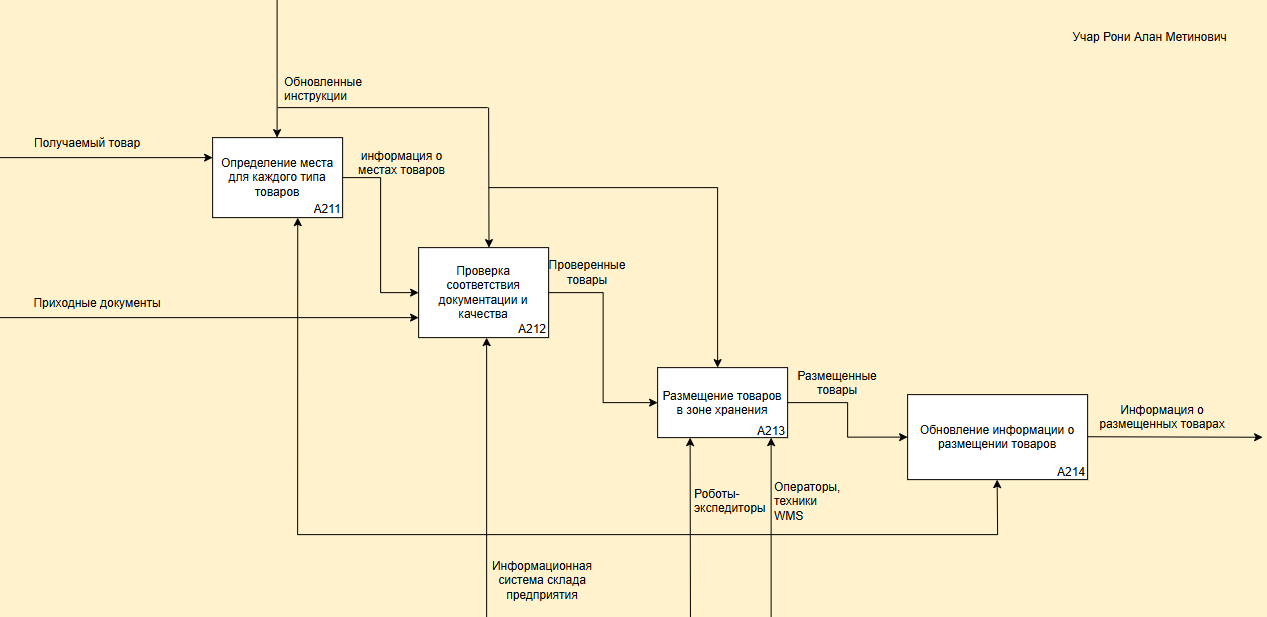 Учар Рони Алан Метинович
Обновленные
инструкции
Получаемый товар
Определение места
для каждого типа
товаров
A211
информация о
местах товаров
Приходные документы
Проверка
соответствия
документации и
качества
A212
Проверенные
товары
Размещение товаров
в зоне хранения
A213
Размещенные
товары
Обновление информации о
размещении товаров
A214
Информация о
размещенных товарах
Роботы-
экспедиторы
Операторы,
техники
WMS
Информационная
система склада
предприятия